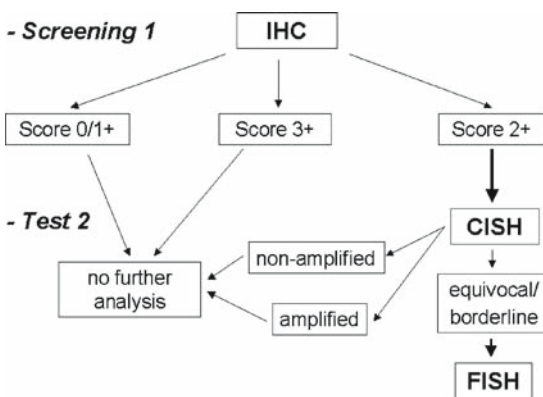 - Screening 1
IHC
Score 0/1+
Score 3+
Score 2+
- Test 2
CISH
non-amplified
no further
analysis
equivocal/
borderline
amplified
FISH